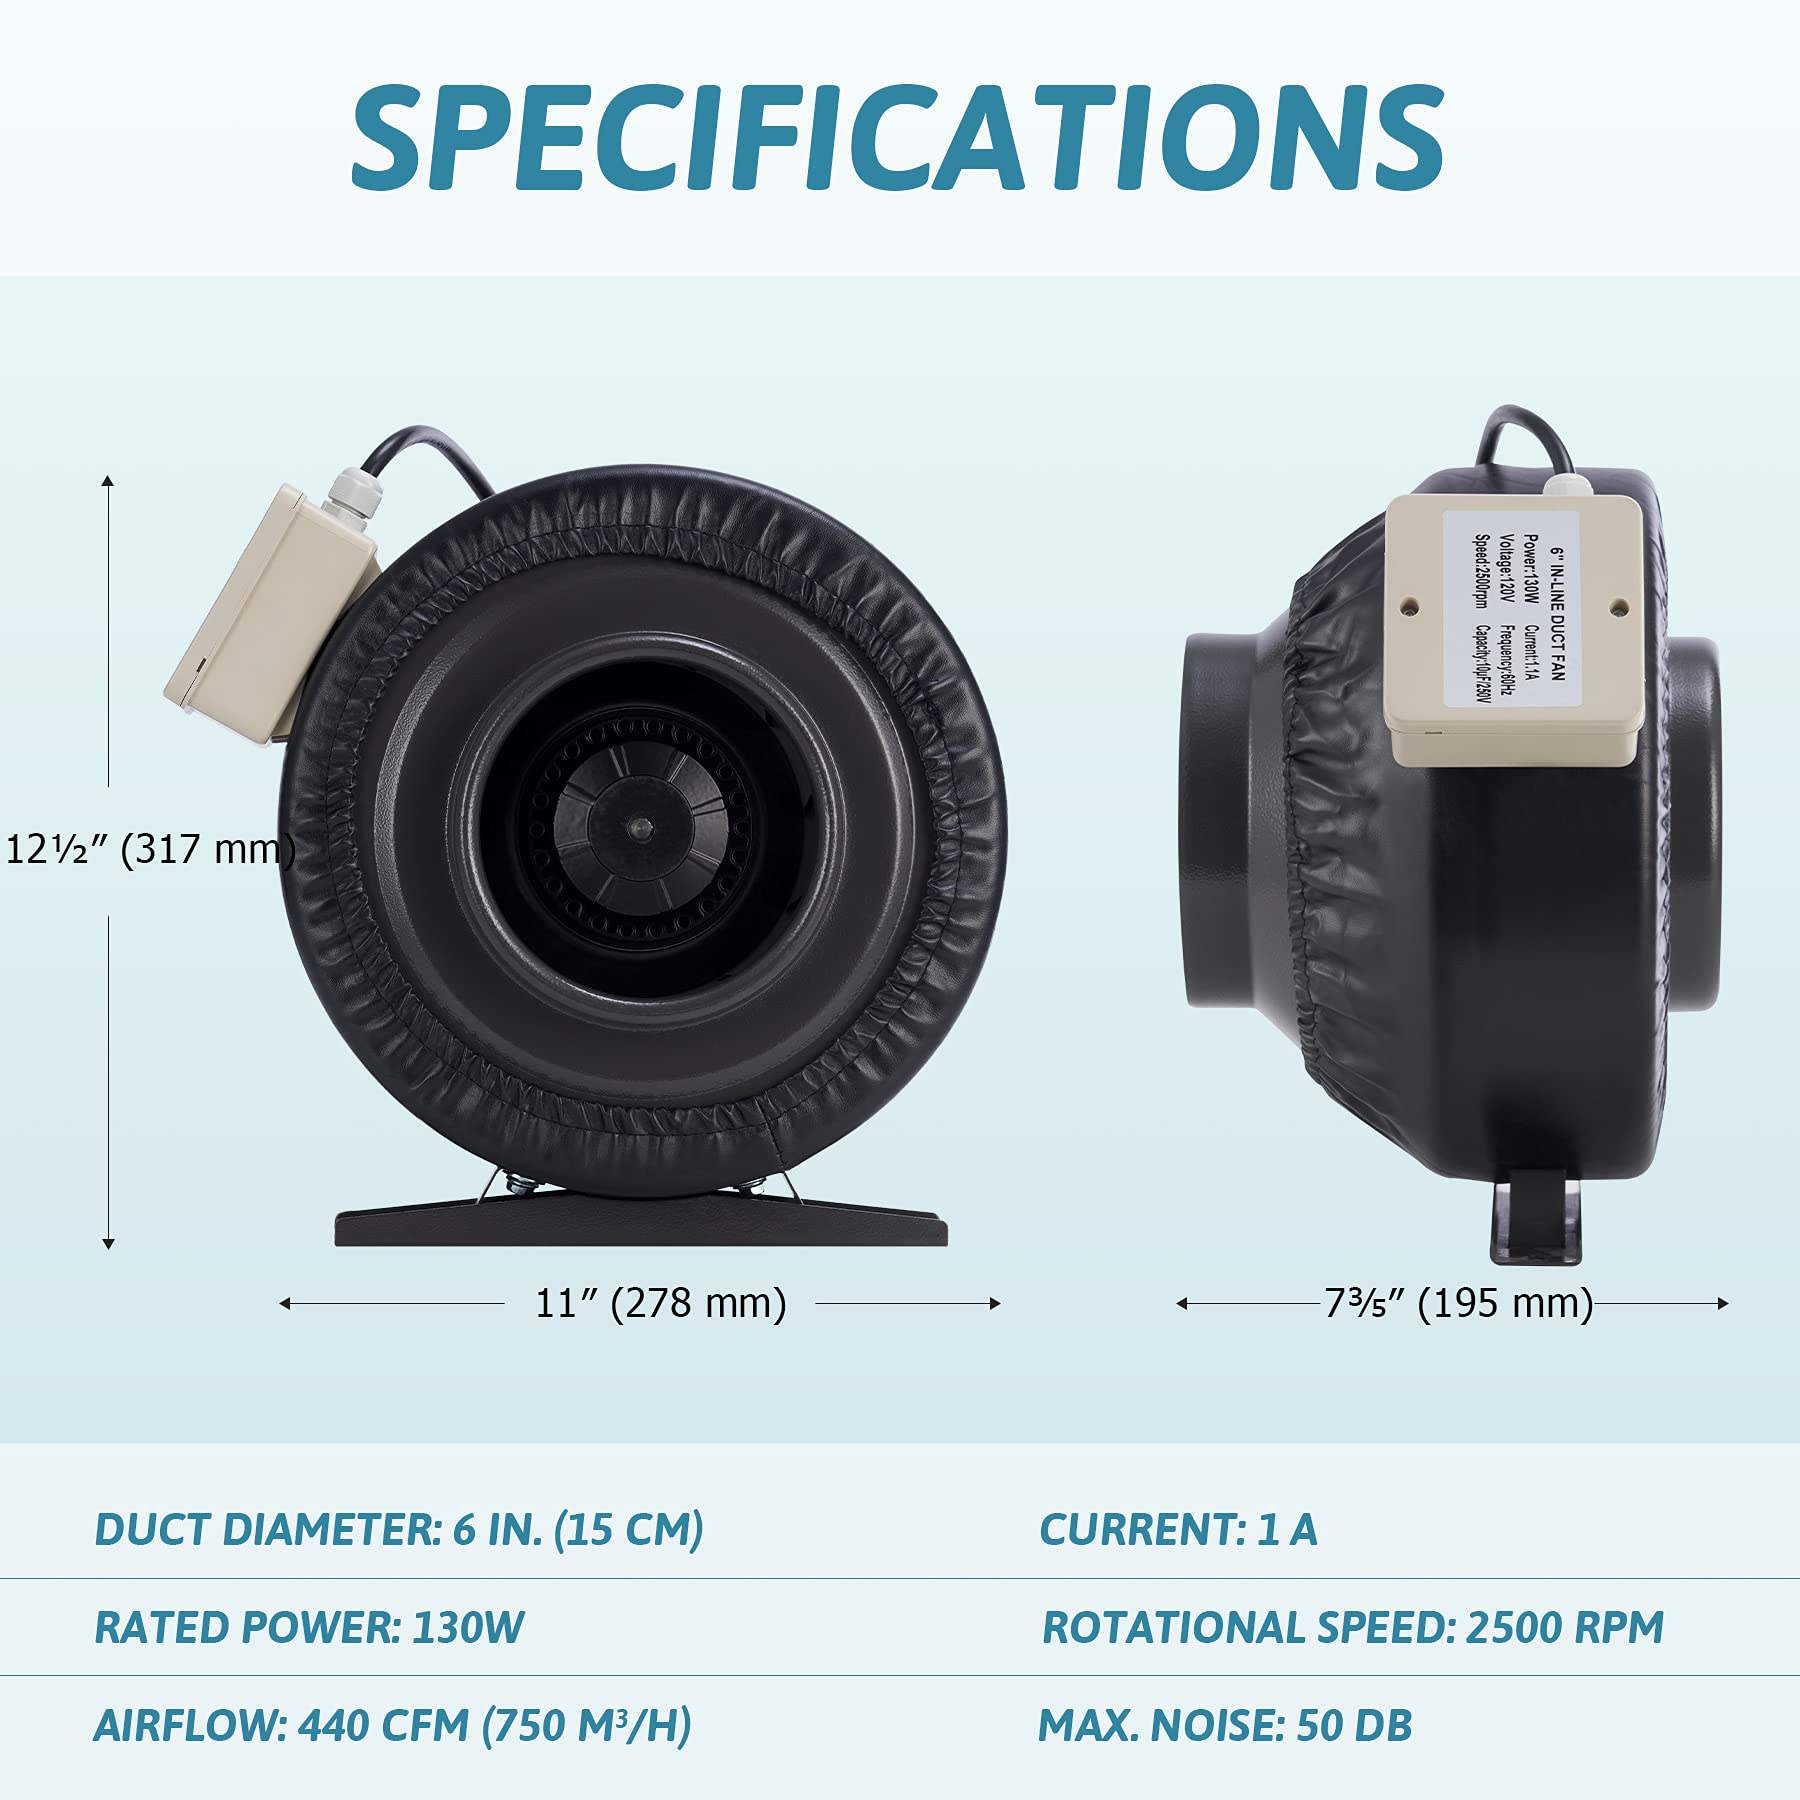 SPECIFICATIONS
6" IN-LINE DUCT FAN
Power:130W Current:1.1A
Voltage:120V Frequency:60Hz
Speed:2500rpm Capacity:10μF/250V
12½″ (317 mm)
11″ (278 mm)
7⅗″ (195 mm)
DUCT DIAMETER: 6 IN. (15 CM)
CURRENT: 1 A
RATED POWER: 130W
ROTATIONAL SPEED: 2500 RPM
AIRFLOW: 440 CFM (750 M³/H)
MAX. NOISE: 50 DB